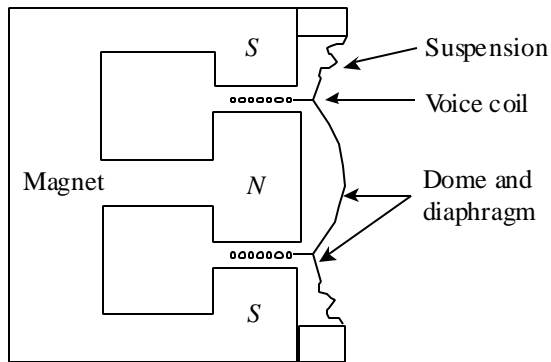 S
Suspension
Voice coil
Magnet
N
Dome and
diaphragm
S